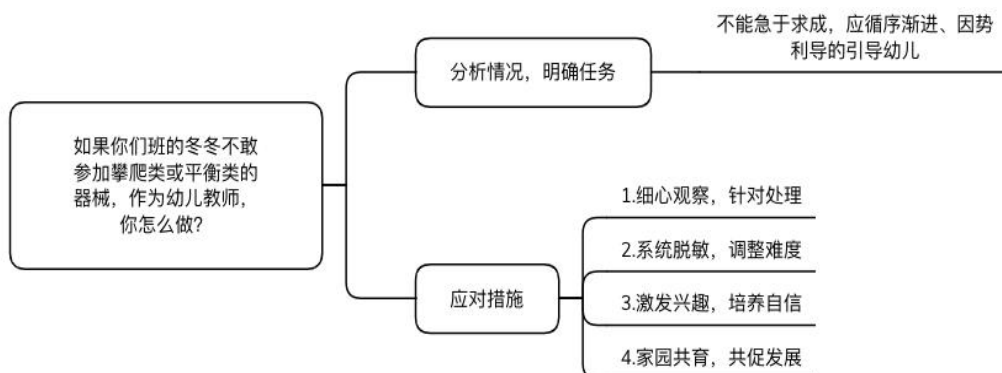 如果你们班的冬冬不敢
参加攀爬类或平衡类的
器械，作为幼儿教师，
你怎么做？
分析情况，明确任务
不能急于求成，应循序渐进、因势
利导的引导幼儿
应对措施
1.细心观察，针对处理
2.系统脱敏，调整难度
3.激发兴趣，培养自信
4.家园共育，共促发展